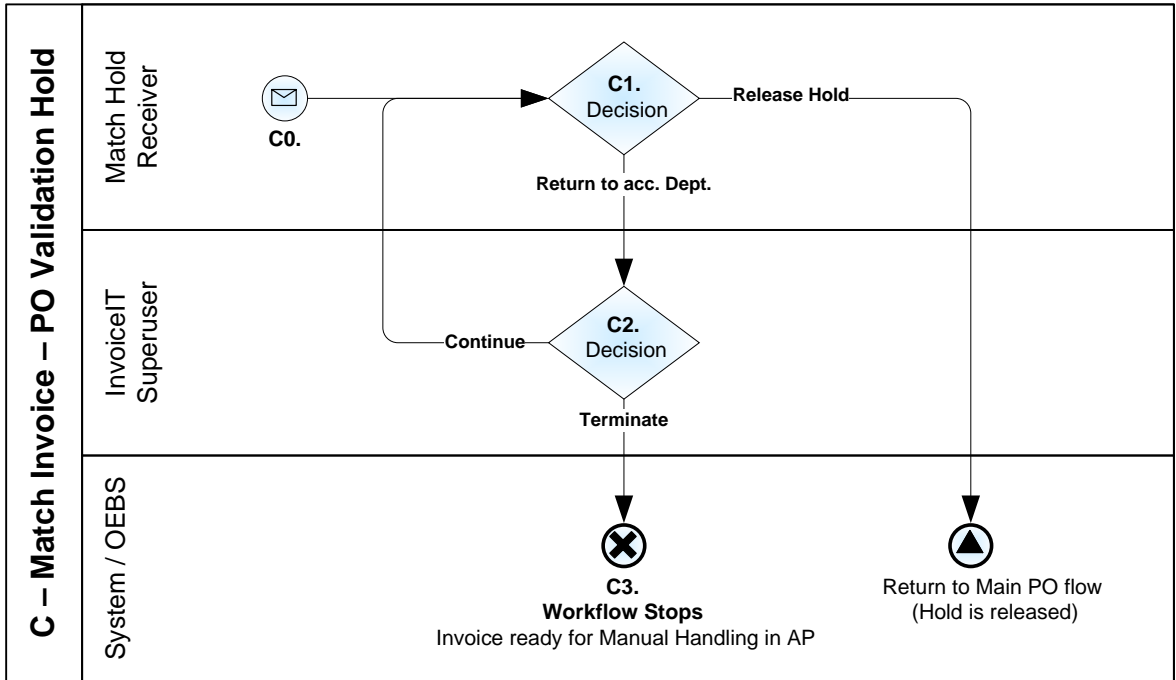 C – Match Invoice – PO Validation Hold
Match Hold
Receiver
C0.
C1.
Decision
Release Hold
Return to acc. Dept.
InvoiceIT
Superuser
C2.
Decision
Continue
Terminate
System / OEBS
C3.
Workflow Stops
Invoice ready for Manual Handling in AP
Return to Main PO flow
(Hold is released)